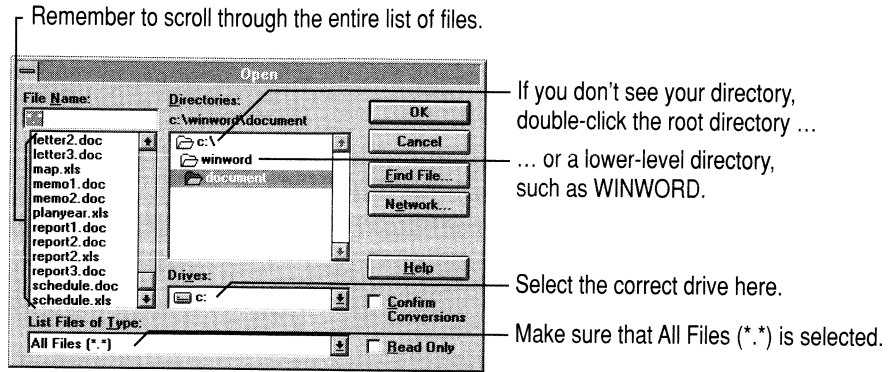 Remember to scroll through the entire list of files.
Open
File Name:
letter2.doc
letter3.doc
map.xls
memo1.doc
memo2.doc
planyear.xls
report1.doc
report2.doc
report2.xls
report3.doc
schedule.doc
schedule.xls
List Files of Type:
All Files (*.*)
Directories:
c:\winword\document
c:\
winword
document
Drives:
c:
OK
Cancel
Find File...
Network...
Help
Confirm
Conversions
Read Only
If you don't see your directory,
double-click the root directory ...
... or a lower-level directory,
such as WINWORD.
Select the correct drive here.
Make sure that All Files (*.*) is selected.